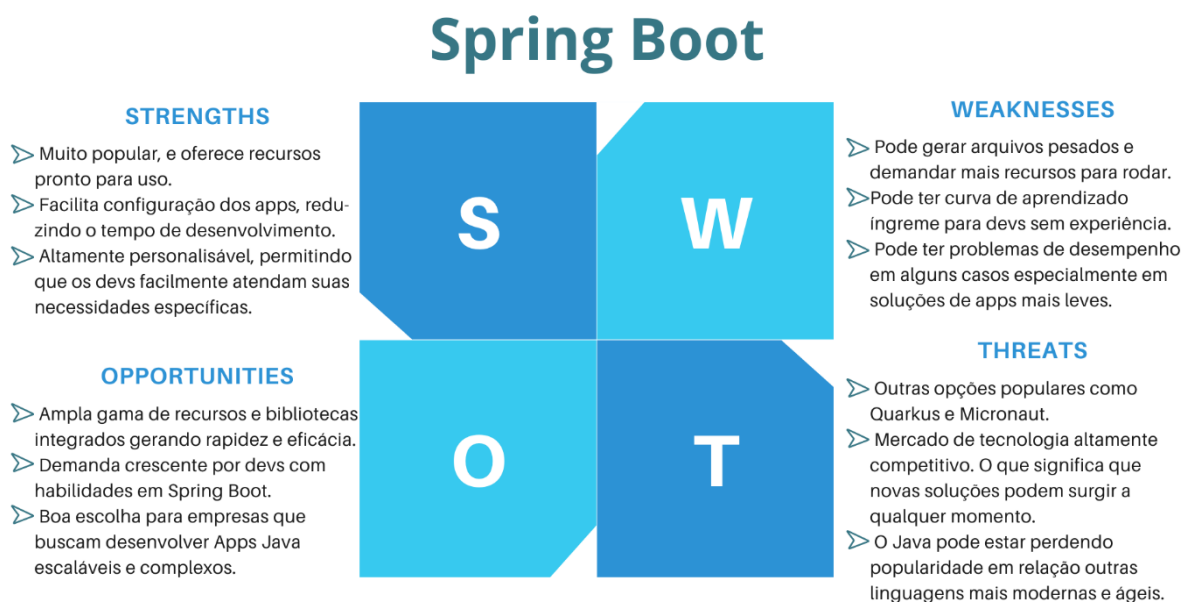 Spring Boot
STRENGTHS
Muito popular, e oferece recursos
pronto para uso.
Facilita configuração dos apps, redu-
zindo o tempo de desenvolvimento.
Altamente personalisável, permitindo
que os devs facilmente atendam suas
necessidades específicas.
S
W
WEAKNESSES
Pode gerar arquivos pesados e
demandar mais recursos para rodar.
Pode ter curva de aprendizado
íngreme para devs sem experiência.
Pode ter problemas de desempenho
em alguns casos especialmente em
soluções de apps mais leves.
OPPORTUNITIES
Ampla gama de recursos e bibliotecas
integrados gerando rapidez e eficácia.
Demanda crescente por devs com
habilidades em Spring Boot.
Boa escolha para empresas que
buscam desenvolver Apps Java
escaláveis e complexos.
O
T
THREATS
Outras opções populares como
Quarkus e Micronaut.
Mercado de tecnologia altamente
competitivo. O que significa que
novas soluções podem surgir a
qualquer momento.
O Java pode estar perdendo
popularidade em relação outras
linguagens mais modernas e ágeis.